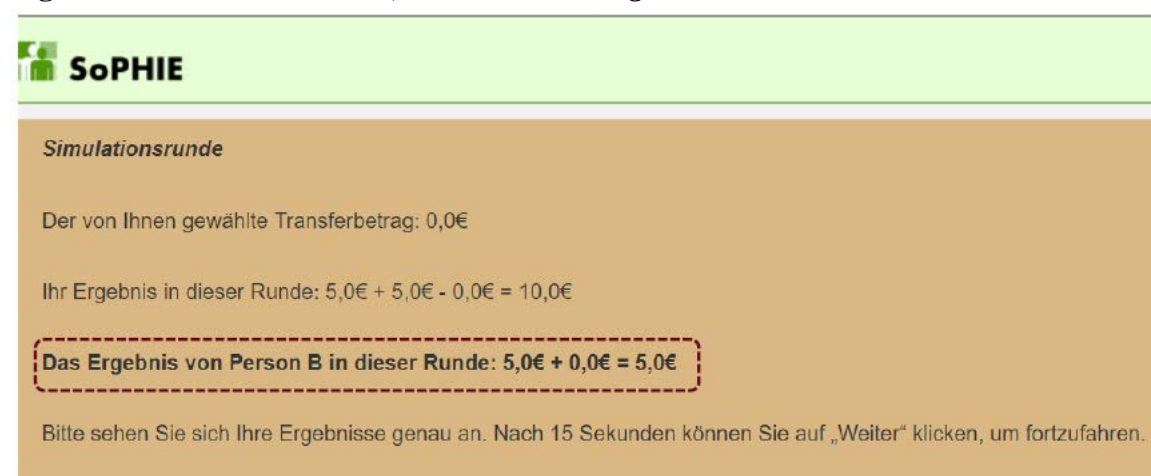 SoPHIE
Simulationsrunde
Der von Ihnen gewählte Transferbetrag: 0,0€
Ihr Ergebnis in dieser Runde: 5,0€ + 5,0€ - 0,0€ = 10,0€
Das Ergebnis von Person B in dieser Runde: 5,0€ + 0,0€ = 5,0€
Bitte sehen Sie sich Ihre Ergebnisse genau an. Nach 15 Sekunden können Sie auf „Weiter“ klicken, um fortzufahren.